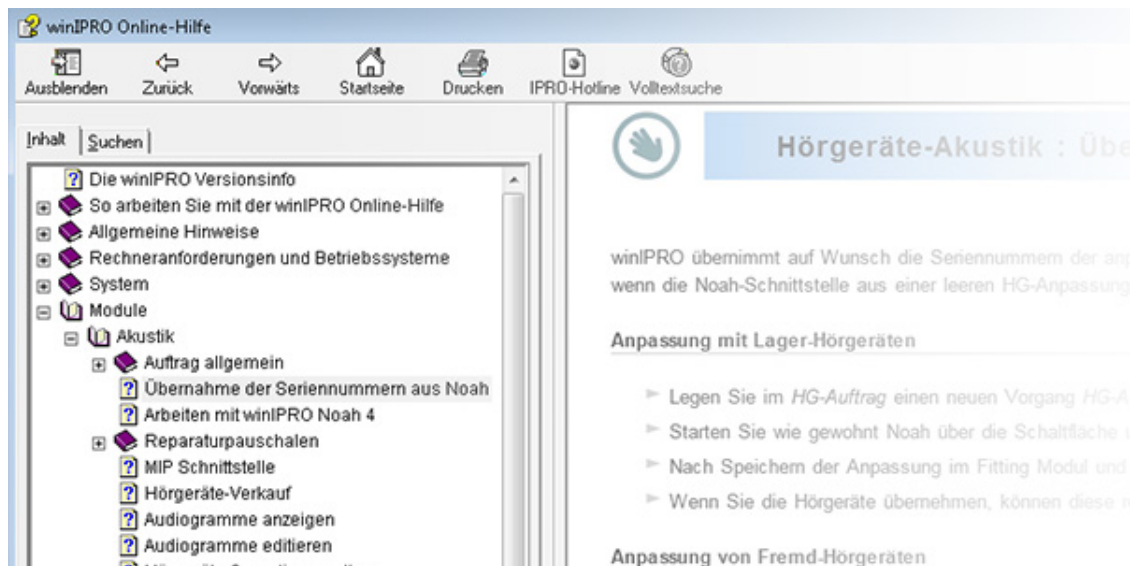 winIPRO Online-Hilfe
Ausblenden Zurück Vorwärts Startseite Drucken IPRO-Hotline Volltextsuche
Inhalt Suchen
Die winIPRO Versionsinfo
So arbeiten Sie mit der winIPRO Online-Hilfe
Allgemeine Hinweise
Rechneranforderungen und Betriebssysteme
System
Module
Akustik
Auftrag allgemein
Übernahme der Seriennummern aus Noah
Arbeiten mit winIPRO Noah 4
Reparaturpauschalen
MIP Schnittstelle
Hörgeräte-Verkauf
Audiogramme anzeigen
Audiogramme editieren
Hörgeräte-Akustik : Übe
winIPRO übernimmt auf Wunsch die Seriennummern der anp
wenn die Noah-Schnittstelle aus einer leeren HG-Anpassung
Anpassung mit Lager-Hörgeräten
Legen Sie im HG-Auftrag einen neuen Vorgang HG-A
Starten Sie wie gewohnt Noah über die Schaltfläche
Nach Speichern der Anpassung im Fitting Modul und
Wenn Sie die Hörgeräte übernehmen, können diese
Anpassung von Fremd-Hörgeräten